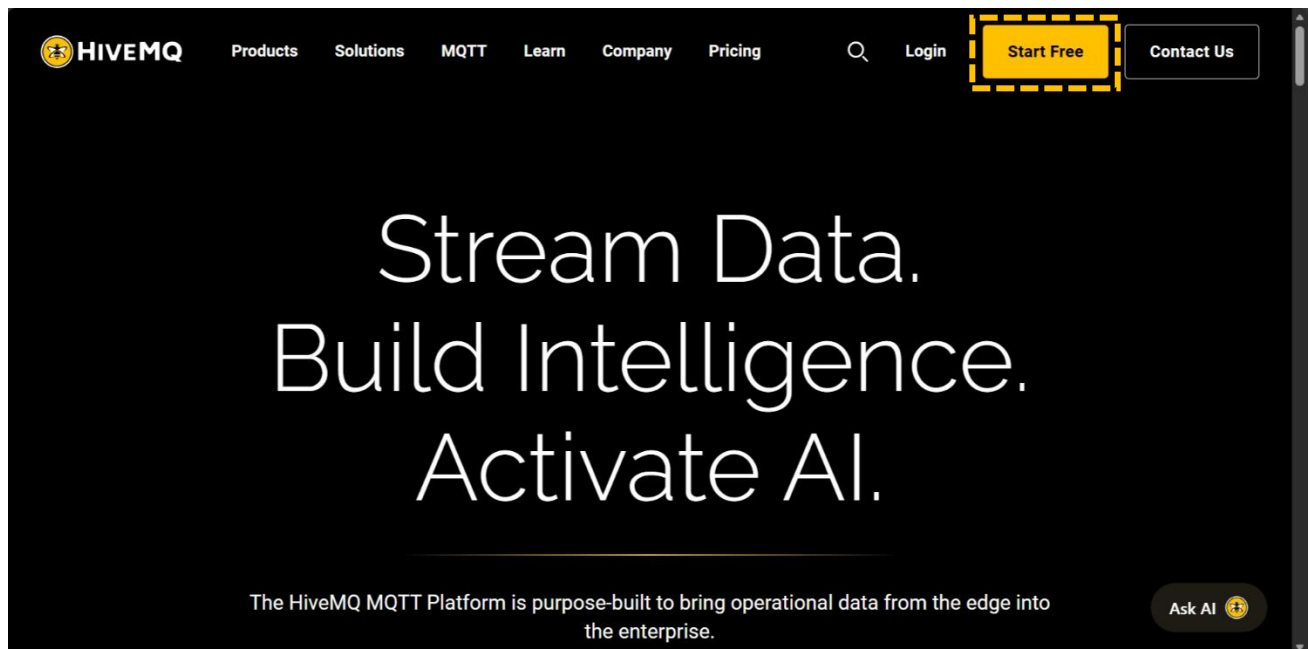 HIVEMQ Products Solutions MQTT Learn Company Pricing Login Start Free Contact Us
Stream Data.
Build Intelligence.
Activate AI.
The HiveMQ MQTT Platform is purpose-built to bring operational data from the edge into
the enterprise.
Ask AI